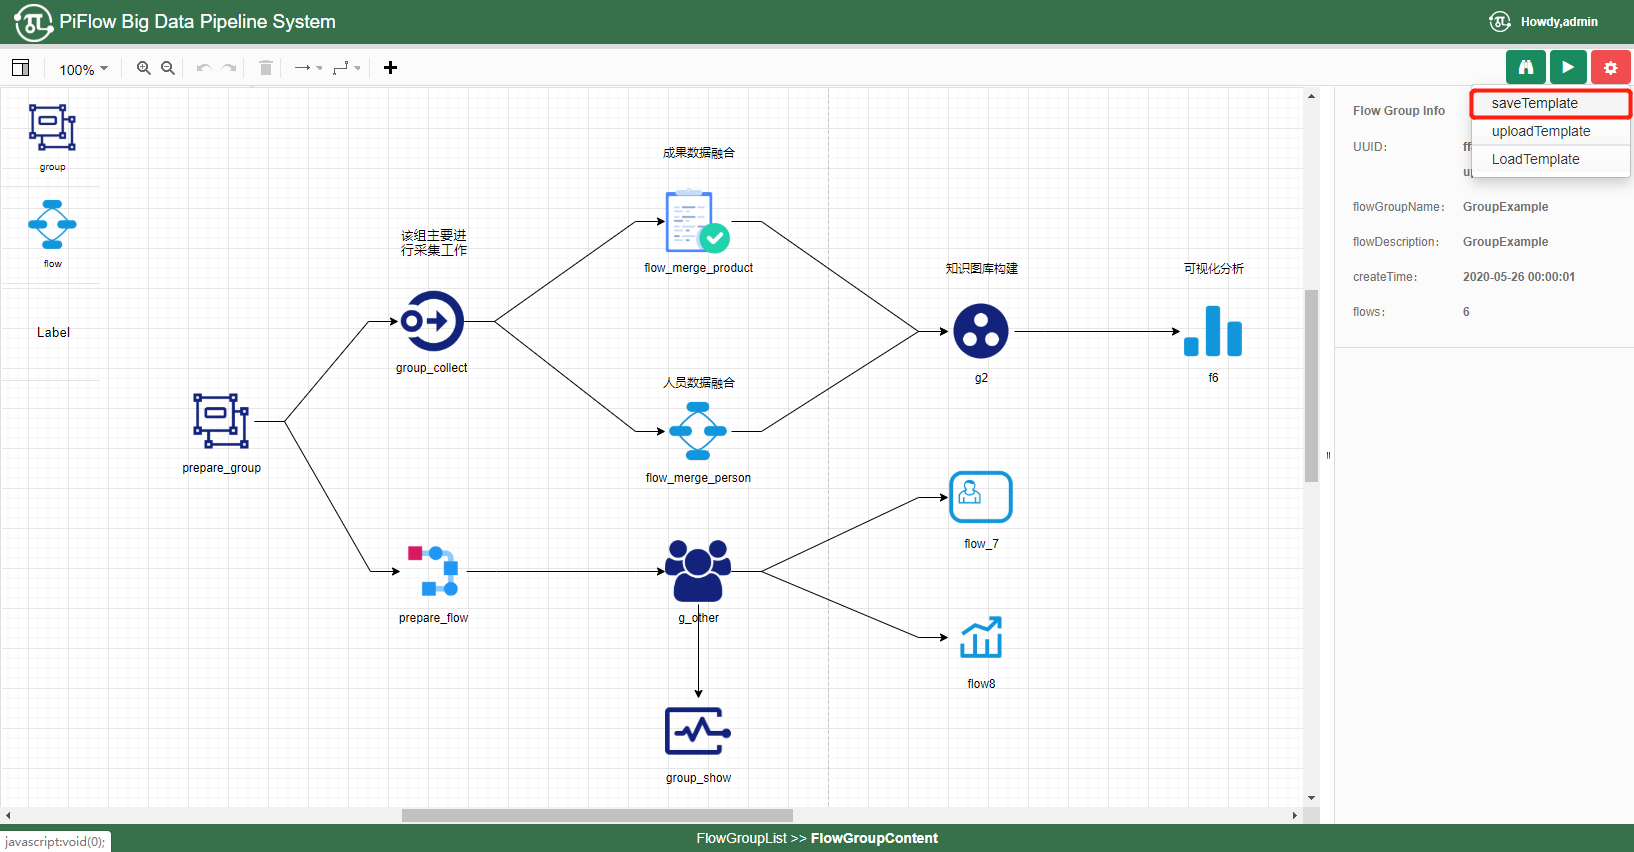 PiFlow Big Data Pipeline System
Howdy,admin
100%
saveTemplate
uploadTemplate
LoadTemplate
Flow Group Info
UUID:
flowGroupName:
GroupExample
flowDescription:
GroupExample
createTime:
2020-05-26 00:00:01
flows:
6
group
flow
Label
成果数据融合
该组主要进
行采集工作
flow_merge_product
知识图库构建
可视化分析
group_collect
人员数据融合
g2
f6
prepare_group
flow_merge_person
flow_7
prepare_flow
g_other
flow8
group_show
javascript:void(0);
FlowGroupList >> FlowGroupContent